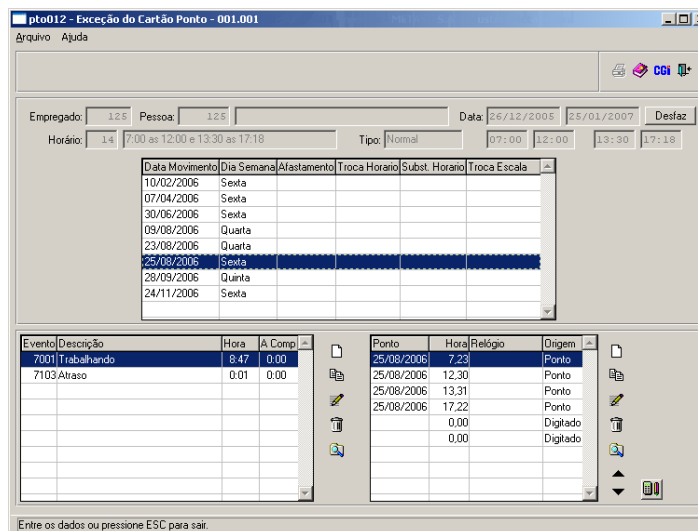 pto012 - Exceção do Cartão Ponto - 001.001
Arquivo Ajuda
CGi
Empregado: 125 Pessoa: 125 Data: 26/12/2005 25/01/2007 Desfaz
Horário: 14 7:00 as 12:00 e 13:30 as 17:18 Tipo: Normal 07:00 12:00 13:30 17:18
Data Movimento Dia Semana Afastamento Troca Horario Subst. Horario Troca Escala
10/02/2006 Sexta
07/04/2006 Sexta
30/06/2006 Sexta
09/08/2006 Quarta
23/08/2006 Quarta
25/08/2006 Sexta
28/09/2006 Quinta
24/11/2006 Sexta
Evento Descrição Hora A Comp
7001 Trabalhando 8:47 0:00
7103 Atraso 0:01 0:00
Ponto Hora Relógio Origem
25/08/2006 7,23 Ponto
25/08/2006 12,30 Ponto
25/08/2006 13,31 Ponto
25/08/2006 17,22 Ponto
0,00 Digitado
0,00 Digitado
Entre os dados ou pressione ESC para sair.